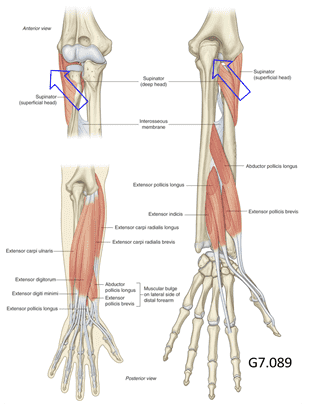 Anterior view
Supinator
(deep head)
Supinator
(superficial head)
Supinator
(superficial head)
Interosseous
membrane
Abductor pollicis longus
Extensor pollicis longus
Extensor indicis
Extensor pollicis brevis
Extensor carpi radialis longus
Extensor carpi radialis brevis
Extensor carpi ulnaris
Extensor digitorum
Extensor digiti minimi
Extensor pollicis longus
Abductor
pollicis longus
Extensor
pollicis brevis
Muscular bulge
on lateral side of
distal forearm
Posterior view
G7.089